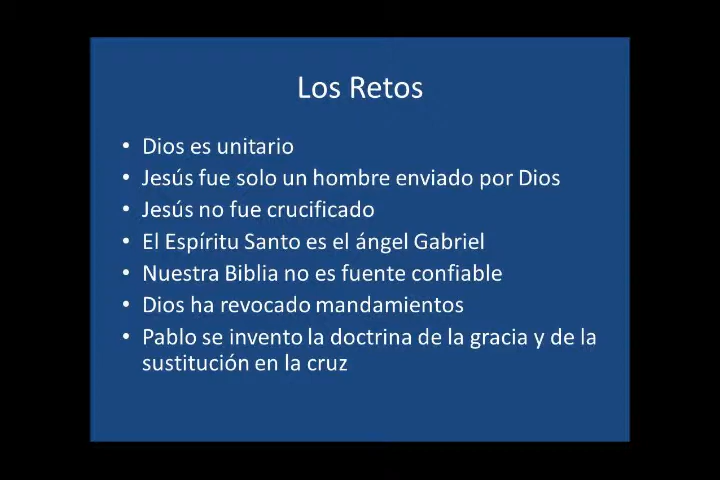 Los Retos
• Dios es unitario
• Jesús fue solo un hombre enviado por Dios
• Jesús no fue crucificado
• El Espíritu Santo es el ángel Gabriel
• Nuestra Biblia no es fuente confiable
• Dios ha revocado mandamientos
• Pablo se invento la doctrina de la gracia y de la
sustitución en la cruz